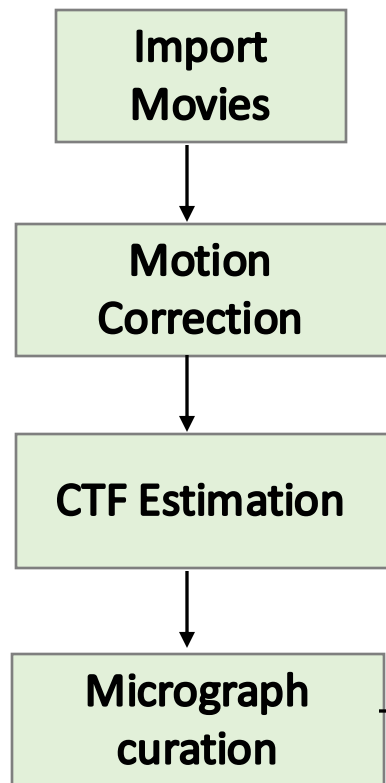 Import
Movies
Motion
Correction
CTF Estimation
Micrograph
curation